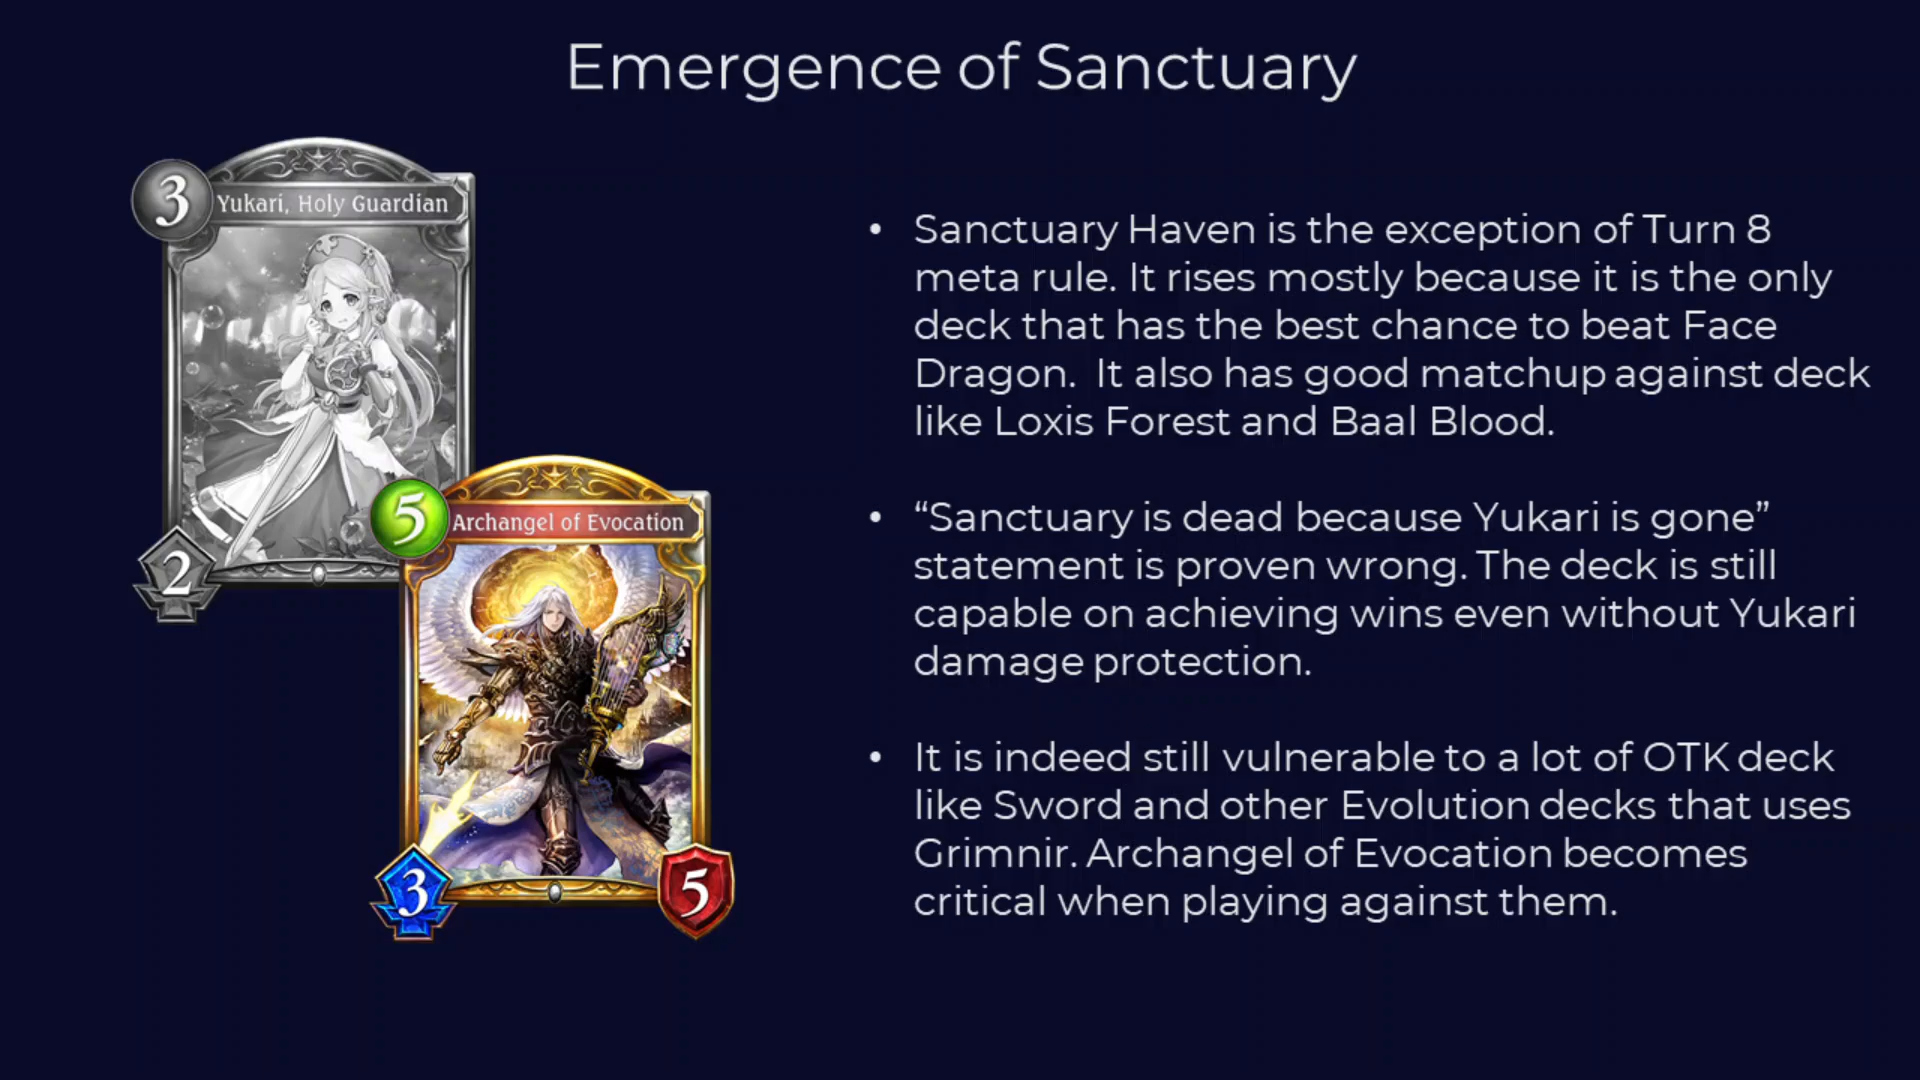 Emergence of Sanctuary
3
Yukari, Holy Guardian
2
5
Archangel of Evocation
3
5
• Sanctuary Haven is the exception of Turn 8
meta rule. It rises mostly because it is the only
deck that has the best chance to beat Face
Dragon.  It also has good matchup against deck
like Loxis Forest and Baal Blood.
• “Sanctuary is dead because Yukari is gone”
statement is proven wrong. The deck is still
capable on achieving wins even without Yukari
damage protection.
• It is indeed still vulnerable to a lot of OTK deck
like Sword and other Evolution decks that uses
Grimnir. Archangel of Evocation becomes
critical when playing against them.